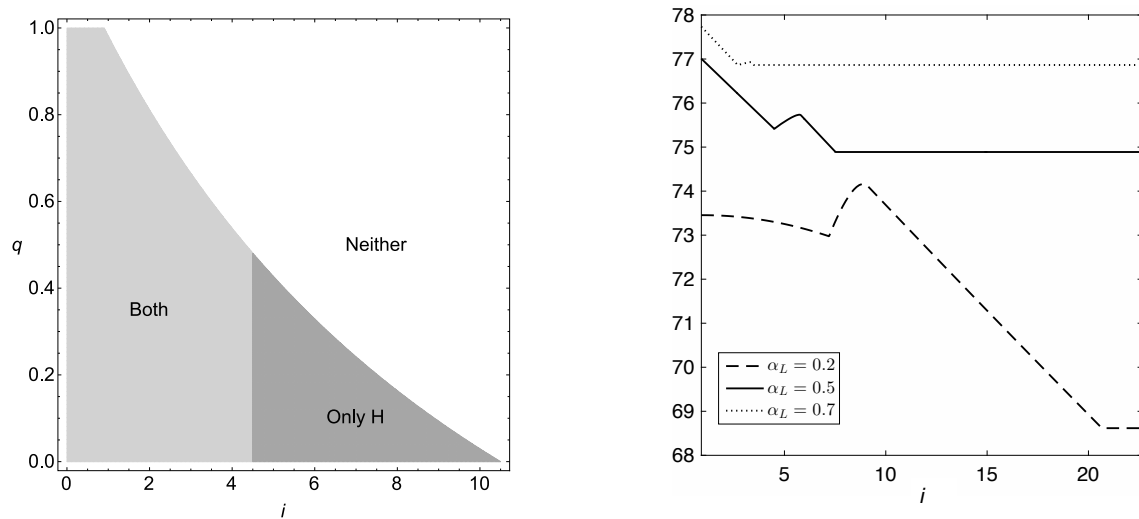 1.0
0.8
0.6
0.4
0.2
0.0
q
Neither
Both
Only H
0 2 4 6 8 10
i
78
77
76
75
74
73
72
71
70
69
68
α_L = 0.2
α_L = 0.5
α_L = 0.7
5 10 15 20
i